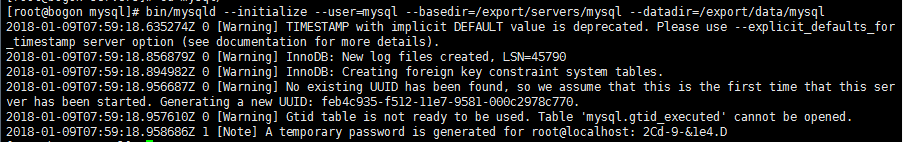 [root@bogon mysql]# bin/mysqld --initialize --user=mysql --basedir=/export/servers/mysql --datadir=/export/data/mysql
2018-01-09T07:59:18.635274Z 0 [Warning] TIMESTAMP with implicit DEFAULT value is deprecated. Please use --explicit_defaults_for
_timestamp server option (see documentation for more details).
2018-01-09T07:59:18.856879Z 0 [Warning] InnoDB: New log files created, LSN=45790
2018-01-09T07:59:18.894982Z 0 [Warning] InnoDB: Creating foreign key constraint system tables.
2018-01-09T07:59:18.956687Z 0 [Warning] No existing UUID has been found, so we assume that this is the first time that this ser
ver has been started. Generating a new UUID: feb4c935-f512-11e7-9581-000c2978c770.
2018-01-09T07:59:18.957610Z 0 [Warning] Gtid table is not ready to be used. Table 'mysql.gtid_executed' cannot be opened.
2018-01-09T07:59:18.958686Z 1 [Note] A temporary password is generated for root@localhost: 2Cd-9-&1e4.D